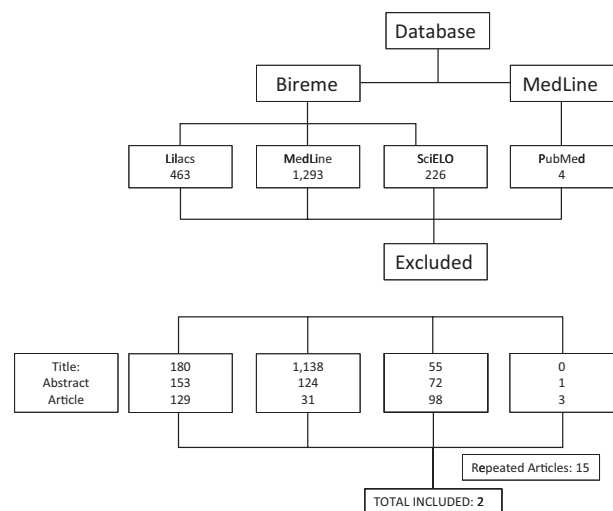 Database
Bireme
MedLine
Lilacs
463
MedLine
1,293
SciELO
226
PubMed
4
Excluded
Title:
Abstract
Article
180
153
129
1,138
124
31
55
72
98
0
1
3
Repeated Articles: 15
TOTAL INCLUDED: 2